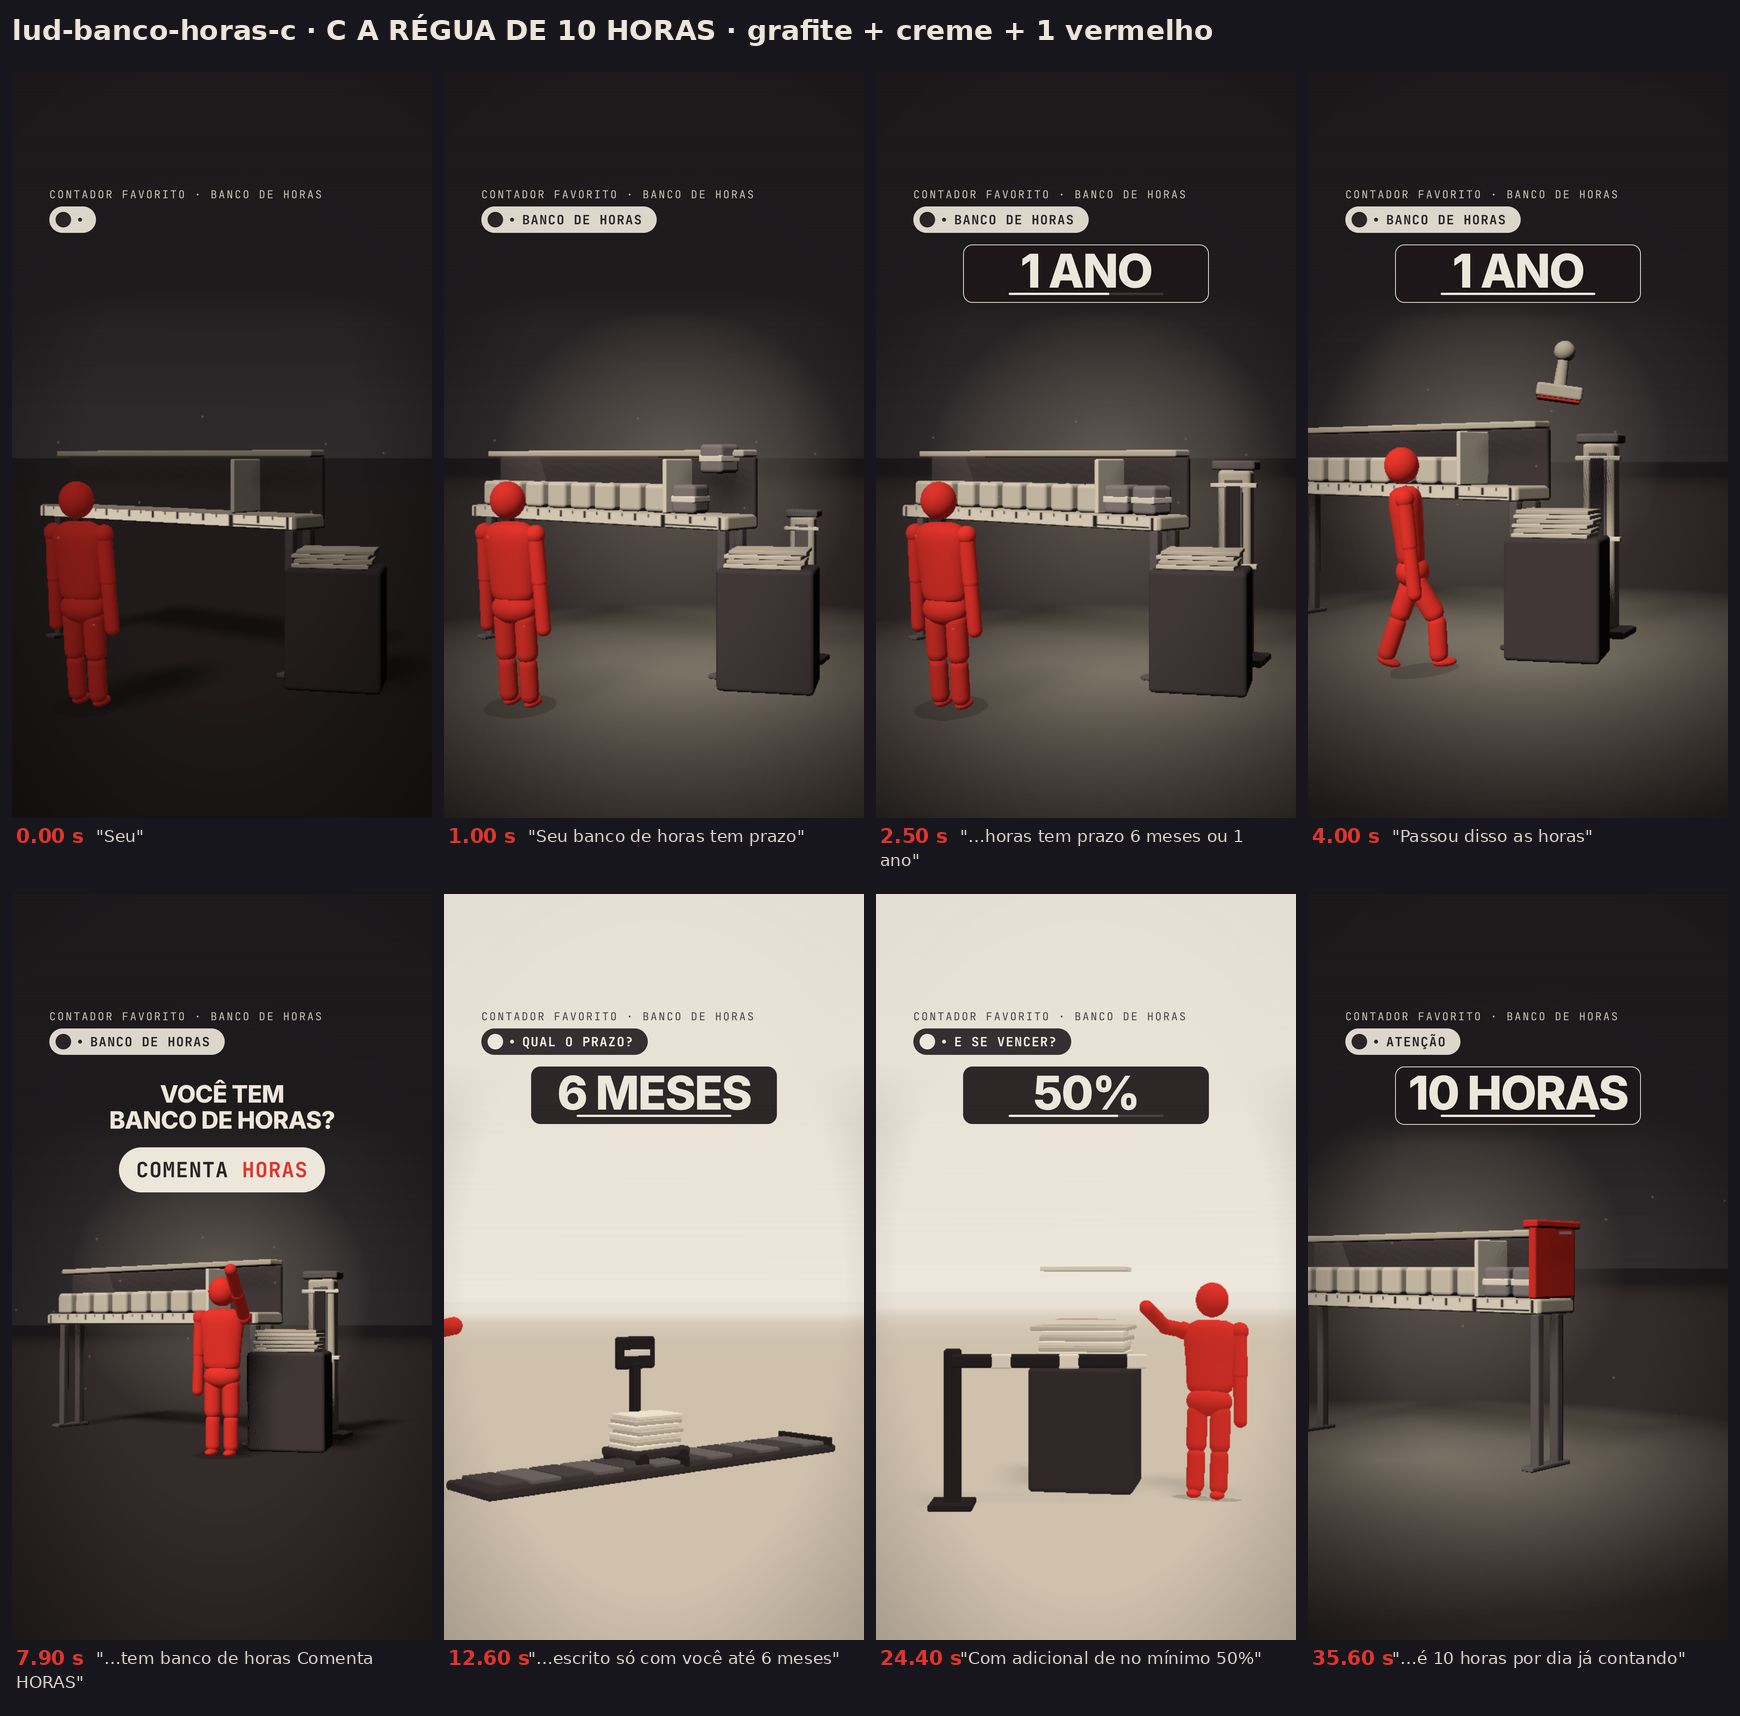 lud-banco-horas-c · C A RÉGUA DE 10 HORAS · grafite + creme + 1 vermelho
CONTADOR FAVORITO · BANCO DE HORAS
•
CONTADOR FAVORITO · BANCO DE HORAS
• BANCO DE HORAS
CONTADOR FAVORITO · BANCO DE HORAS
• BANCO DE HORAS
1 ANO
CONTADOR FAVORITO · BANCO DE HORAS
• BANCO DE HORAS
1 ANO
0.00 s "Seu"
1.00 s "Seu banco de horas tem prazo"
2.50 s "...horas tem prazo 6 meses ou 1
ano"
4.00 s "Passou disso as horas"
CONTADOR FAVORITO · BANCO DE HORAS
• BANCO DE HORAS
VOCÊ TEM
BANCO DE HORAS?
COMENTA HORAS
CONTADOR FAVORITO · BANCO DE HORAS
• QUAL O PRAZO?
6 MESES
CONTADOR FAVORITO · BANCO DE HORAS
• E SE VENCER?
50%
CONTADOR FAVORITO · BANCO DE HORAS
• ATENÇÃO
10 HORAS
7.90 s "...tem banco de horas Comenta
HORAS"
12.60 s "...escrito só com você até 6 meses"
24.40 s "Com adicional de no mínimo 50%"
35.60 s "...é 10 horas por dia já contando"